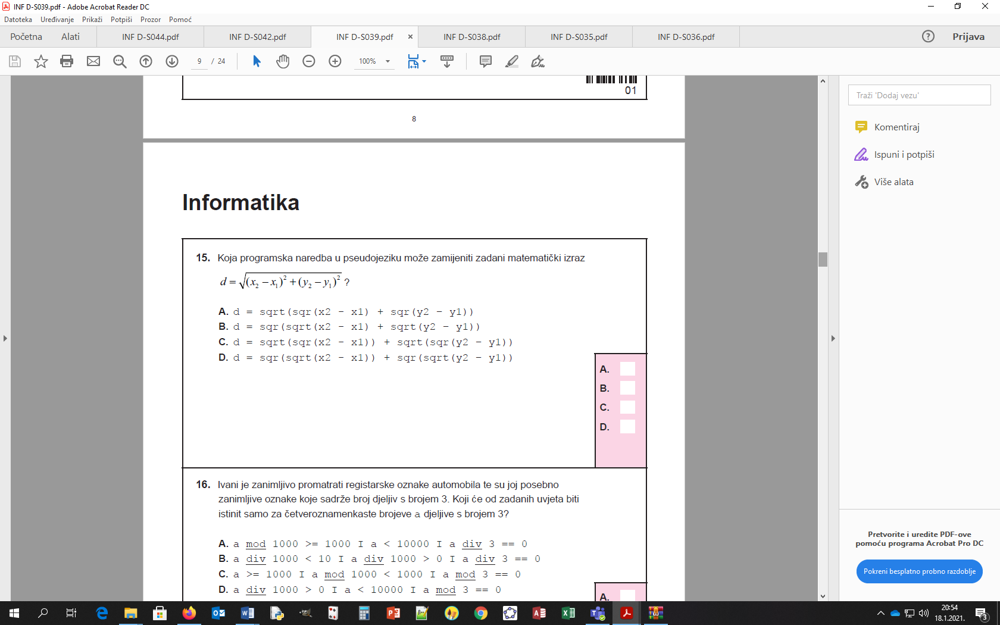 INF D-S039.pdf - Adobe Acrobat Reader DC
Datoteka Uređivanje Prikaži Potpiši Prozor Pomoć
Početna Alati INF D-S044.pdf INF D-S042.pdf INF D-S039.pdf × INF D-S038.pdf INF D-S035.pdf INF D-S036.pdf ? Prijava
9 / 24 100%
01
8
Informatika
15. Koja programska naredba u pseudojeziku može zamijeniti zadani matematički izraz
d = √(x₂ − x₁)² + (y₂ − y₁)² ?
A. d = sqrt(sqr(x2 - x1) + sqr(y2 - y1))
B. d = sqr(sqrt(x2 - x1) + sqrt(y2 - y1))
C. d = sqrt(sqr(x2 - x1)) + sqrt(sqr(y2 - y1))
D. d = sqr(sqrt(x2 - x1)) + sqr(sqrt(y2 - y1))
A.
B.
C.
D.
16. Ivani je zanimljivo promatrati registarske oznake automobila te su joj posebno
zanimljive oznake koje sadrže broj djeljiv s brojem 3. Koji će od zadanih uvjeta biti
istinit samo za četveroznamenkaste brojeve a djeljive s brojem 3?
A. a mod 1000 >= 1000 I a < 10000 I a div 3 == 0
B. a div 1000 < 10 I a div 1000 > 0 I a div 3 == 0
C. a >= 1000 I a mod 1000 < 1000 I a mod 3 == 0
D. a div 1000 > 0 I a < 10000 I a mod 3 == 0
A.
Traži 'Dodaj vezu'
Komentiraj
Ispuni i potpiši
Više alata
Pretvorite i uredite PDF-ove
pomoću programa Acrobat Pro DC
Pokreni besplatno probno razdoblje
20:54
18.1.2021.
3